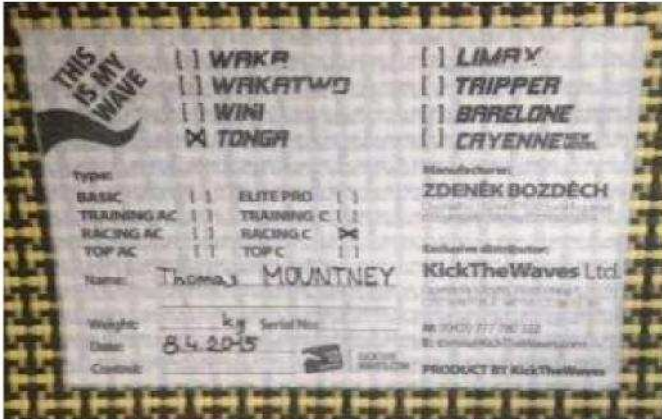 THIS
IS MY
WAVE
[ ] WAKA
[ ] WAKATWO
[ ] WINI
[X] TONGA
[ ] LIMAX
[ ] TRIPPER
[ ] BARELONE
[ ] CAYENNE
Type:
BASIC [ ] ELITE PRO [ ]
TRAINING AC [ ] TRAINING C [ ]
RACING AC [ ] RACING C [X]
TOP AC [ ] TOP C [ ]
Name: Thomas MOUNTNEY
Weight: kg Serial No:
Date: 8.4.2015
Control:
Manufacturer:
ZDENĚK BOZDĚCH
Exclusive distributor:
KickTheWaves Ltd.
PRODUCT BY KickTheWaves